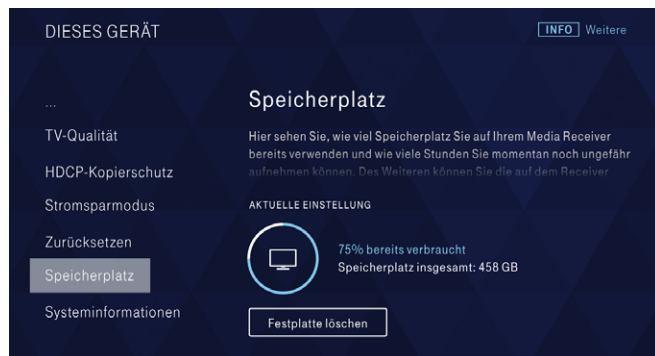 DIESES GERÄT
INFO Weitere
...
TV-Qualität
HDCP-Kopierschutz
Stromsparmodus
Zurücksetzen
Speicherplatz
Systeminformationen
Speicherplatz
Hier sehen Sie, wie viel Speicherplatz Sie auf Ihrem Media Receiver
bereits verwenden und wie viele Stunden Sie momentan noch ungefähr
aufnehmen können. Des Weiteren können Sie die auf dem Receiver
AKTUELLE EINSTELLUNG
75% bereits verbraucht
Speicherplatz insgesamt: 458 GB
Festplatte löschen